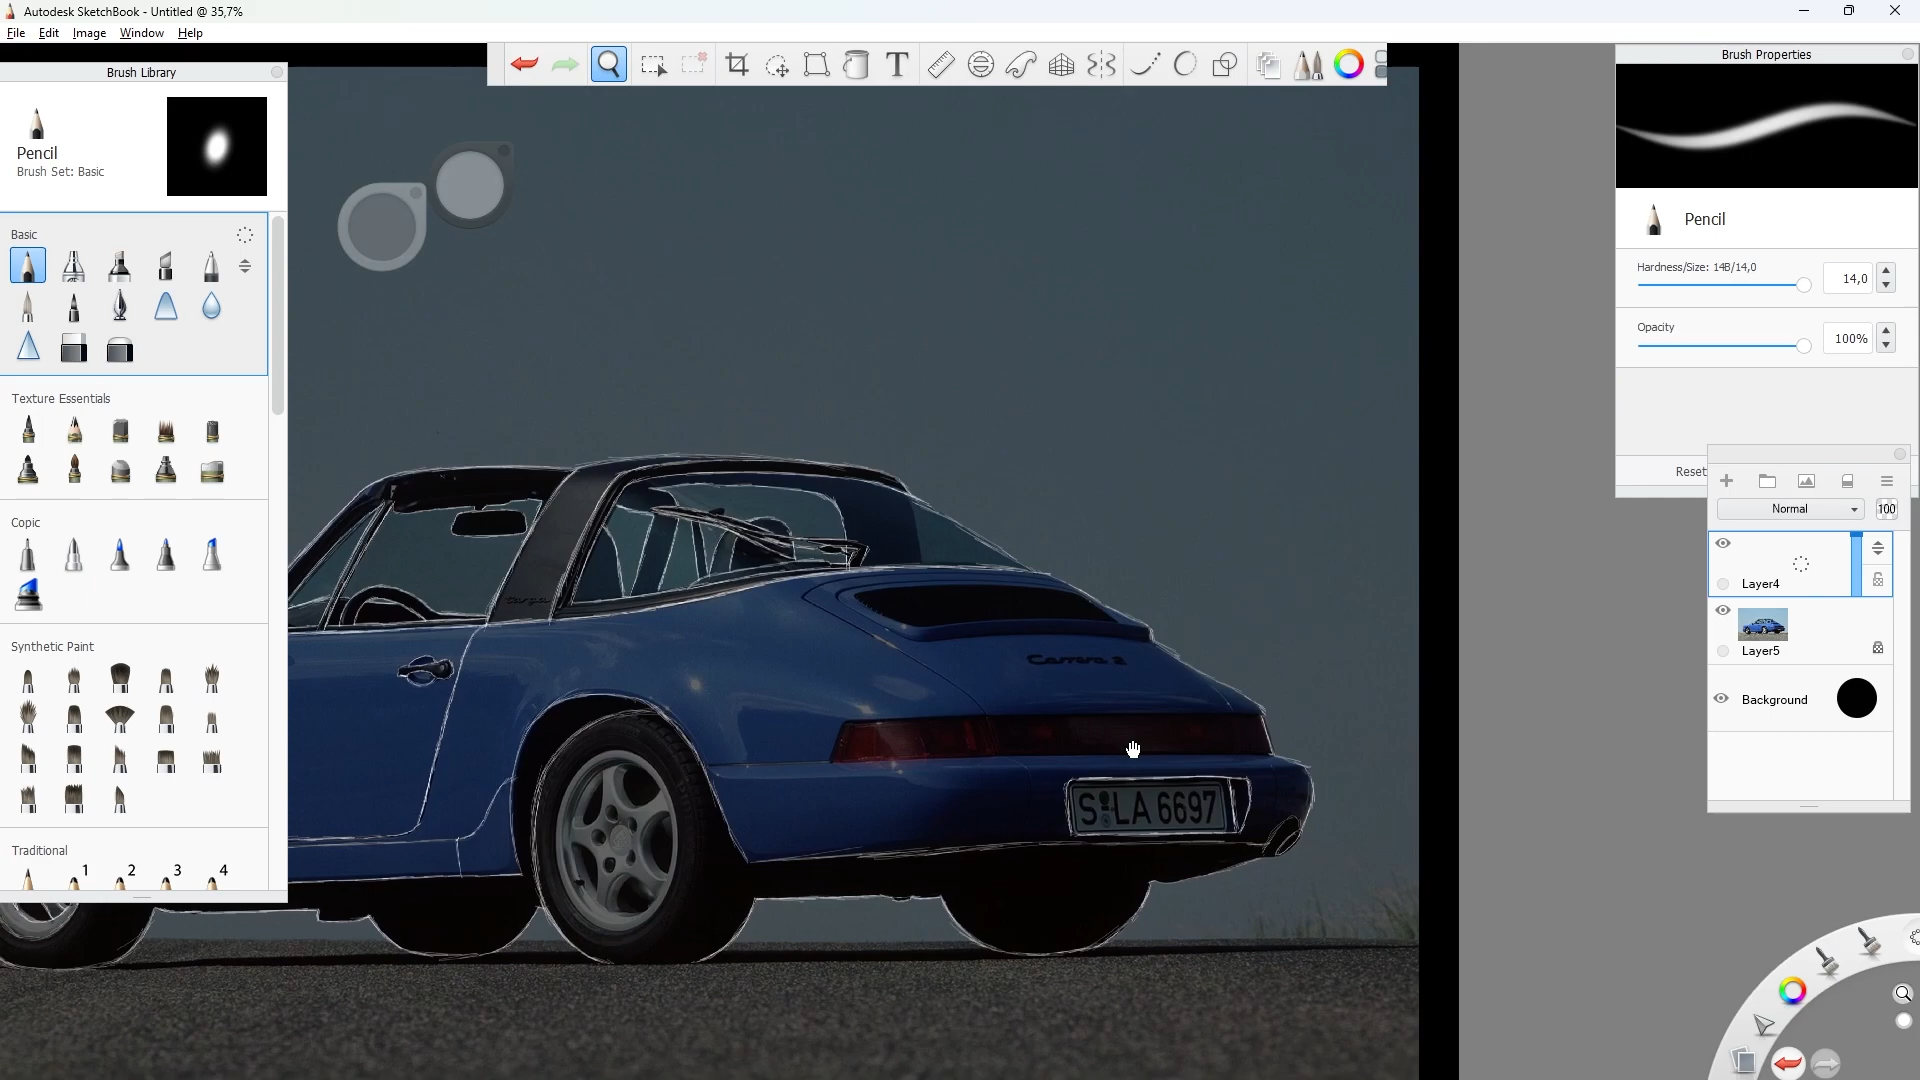 Autodesk SketchBook - Untitled @ 35,7%
File Edit Image Window Help
Brush Library
Pencil
Brush Set: Basic
Basic
Texture Essentials
Copic
Synthetic Paint
Traditional
1 2 3 4
T
Targa
Carrera 2
S LA 6697
Brush Properties
Pencil
Hardness/Size: 14B/14,0
14,0
Opacity
100%
Reset
Normal
100
Layer4
Layer5
Background